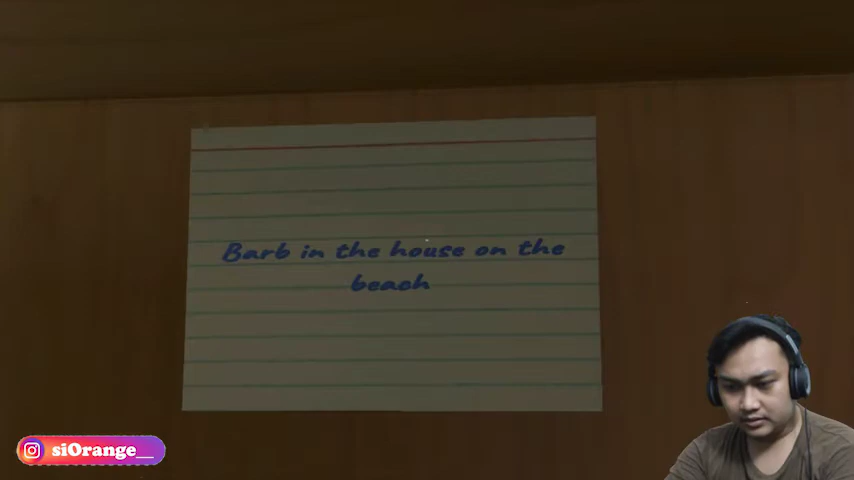 Barb in the house on the
beach
siOrange__